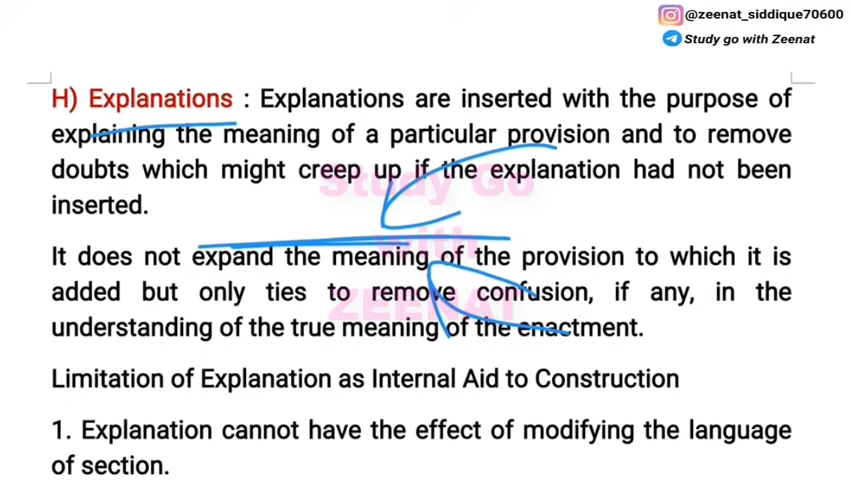 @zeenat_siddique70600
Study go with Zeenat
H) Explanations : Explanations are inserted with the purpose of
explaining the meaning of a particular provision and to remove
doubts which might creep up if the explanation had not been
inserted.
It does not expand the meaning of the provision to which it is
added but only ties to remove confusion, if any, in the
understanding of the true meaning of the enactment.
Limitation of Explanation as Internal Aid to Construction
1. Explanation cannot have the effect of modifying the language
of section.
Study Go
with
ZEENAT